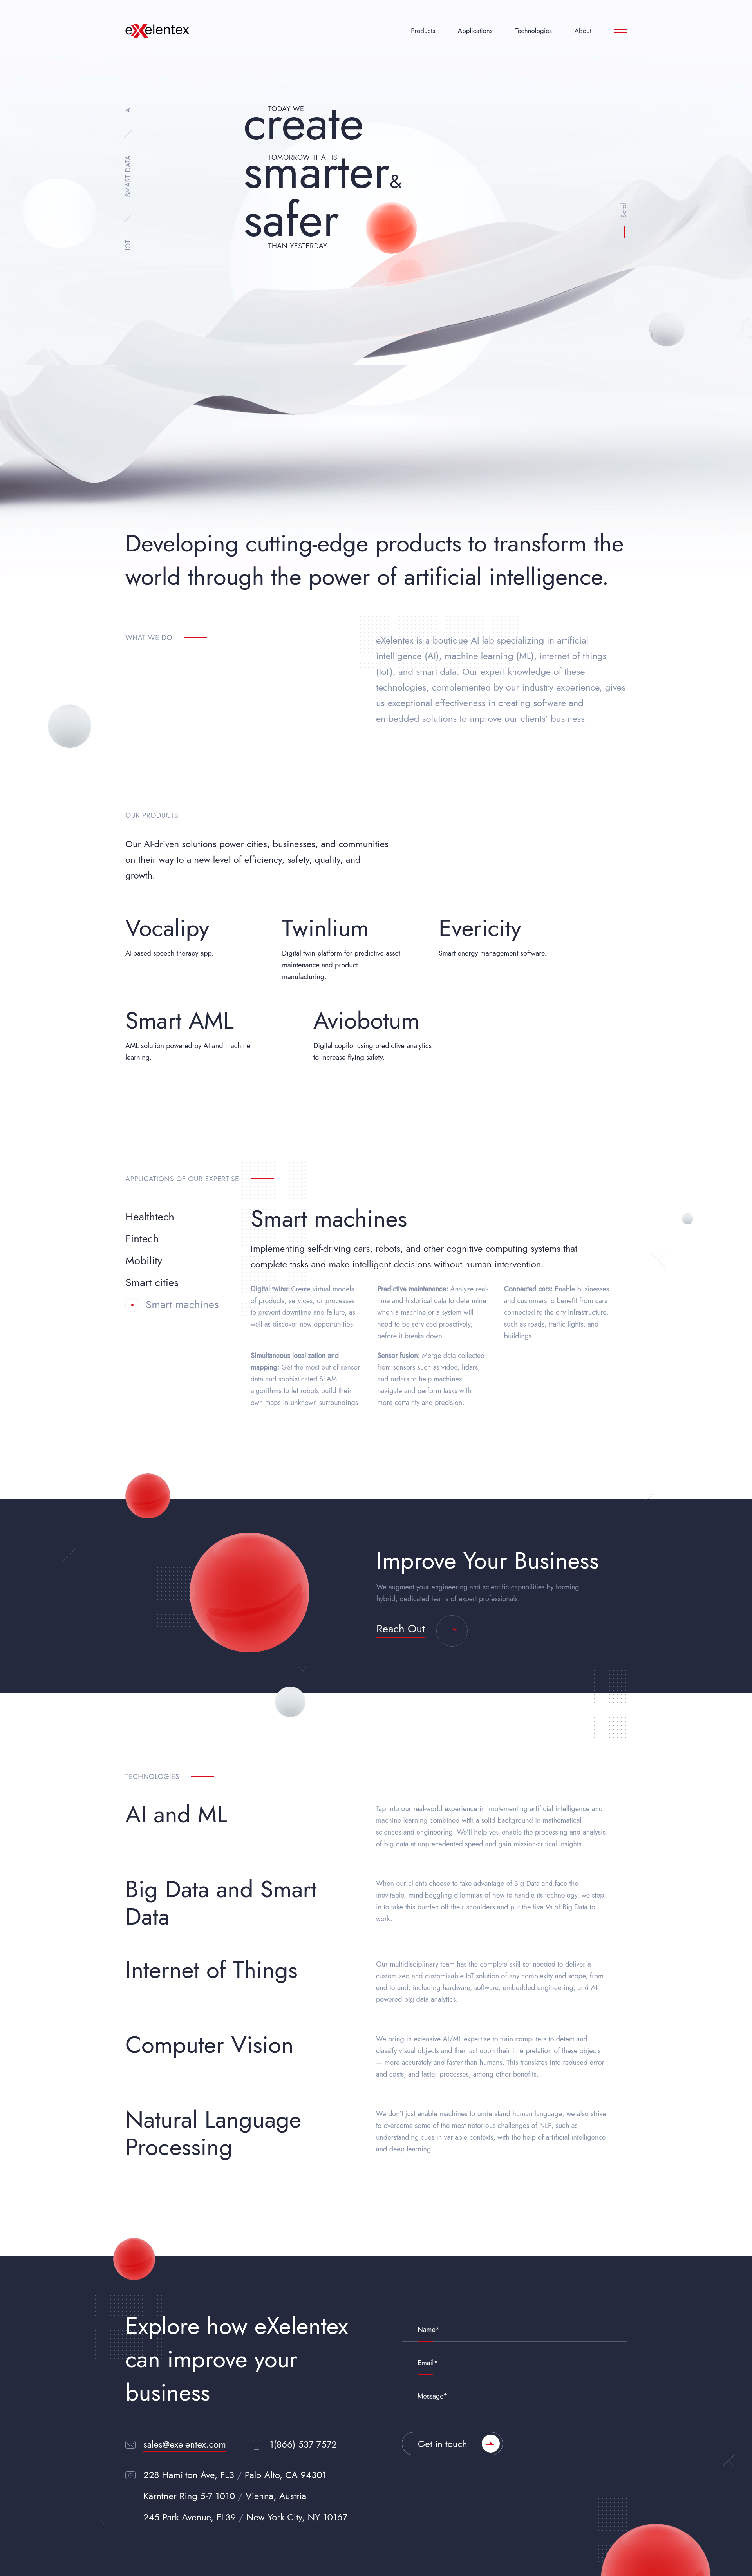 eXelentex
Products Applications Technologies About
AI / SMART DATA / IOT
TODAY WE
create
TOMORROW THAT IS
smarter&
safer
THAN YESTERDAY
Scroll
Developing cutting-edge products to transform the
world through the power of artificial intelligence.
WHAT WE DO
eXelentex is a boutique AI lab specializing in artificial
intelligence (AI), machine learning (ML), internet of things
(IoT), and smart data. Our expert knowledge of these
technologies, complemented by our industry experience, gives
us exceptional effectiveness in creating software and
embedded solutions to improve our clients' business.
OUR PRODUCTS
Our AI-driven solutions power cities, businesses, and communities
on their way to a new level of efficiency, safety, quality, and
growth.
Vocalipy
AI-based speech therapy app.
Twinlium
Digital twin platform for predictive asset
maintenance and product
manufacturing.
Evericity
Smart energy management software.
Smart AML
AML solution powered by AI and machine
learning.
Aviobotum
Digital copilot using predictive analytics
to increase flying safety.
APPLICATIONS OF OUR EXPERTISE
Healthtech
Fintech
Mobility
Smart cities
Smart machines
Smart machines
Implementing self-driving cars, robots, and other cognitive computing systems that
complete tasks and make intelligent decisions without human intervention.
Digital twins: Create virtual models
of products, services, or processes
to prevent downtime and failure, as
well as discover new opportunities.
Predictive maintenance: Analyze real-
time and historical data to determine
when a machine or a system will
need to be serviced proactively,
before it breaks down.
Connected cars: Enable businesses
and customers to benefit from cars
connected to the city infrastructure,
such as roads, traffic lights, and
buildings.
Simultaneous localization and
mapping: Get the most out of sensor
data and sophisticated SLAM
algorithms to let robots build their
own maps in unknown surroundings
Sensor fusion: Merge data collected
from sensors such as video, lidars,
and radars to help machines
navigate and perform tasks with
more certainty and precision.
Improve Your Business
We augment your engineering and scientific capabilities by forming
hybrid, dedicated teams of expert professionals.
Reach Out
TECHNOLOGIES
AI and ML
Tap into our real-world experience in implementing artificial intelligence and
machine learning combined with a solid background in mathematical
sciences and engineering. We'll help you enable the processing and analysis
of big data at unprecedented speed and gain mission-critical insights.
Big Data and Smart
Data
When our clients choose to take advantage of Big Data and face the
inevitable, mind-boggling dilemmas of how to handle its technology, we step
in to take this burden off their shoulders and put the five Vs of Big Data to
work.
Internet of Things
Our multidisciplinary team has the complete skill set needed to deliver a
customized and customizable IoT solution of any complexity and scope, from
end to end: including hardware, software, embedded engineering, and AI-
powered big data analytics.
Computer Vision
We bring in extensive AI/ML expertise to train computers to detect and
classify visual objects and then act upon their interpretation of these objects
— more accurately and faster than humans. This translates into reduced error
and costs, and faster processes, among other benefits.
Natural Language
Processing
We don't just enable machines to understand human language; we also strive
to overcome some of the most notorious challenges of NLP, such as
understanding cues in variable contexts, with the help of artificial intelligence
and deep learning.
Explore how eXelentex
can improve your
business
Name*
Email*
Message*
Get in touch
sales@exelentex.com
1(866) 537 7572
228 Hamilton Ave, FL3 / Palo Alto, CA 94301
Kärntner Ring 5-7 1010 / Vienna, Austria
245 Park Avenue, FL39 / New York City, NY 10167